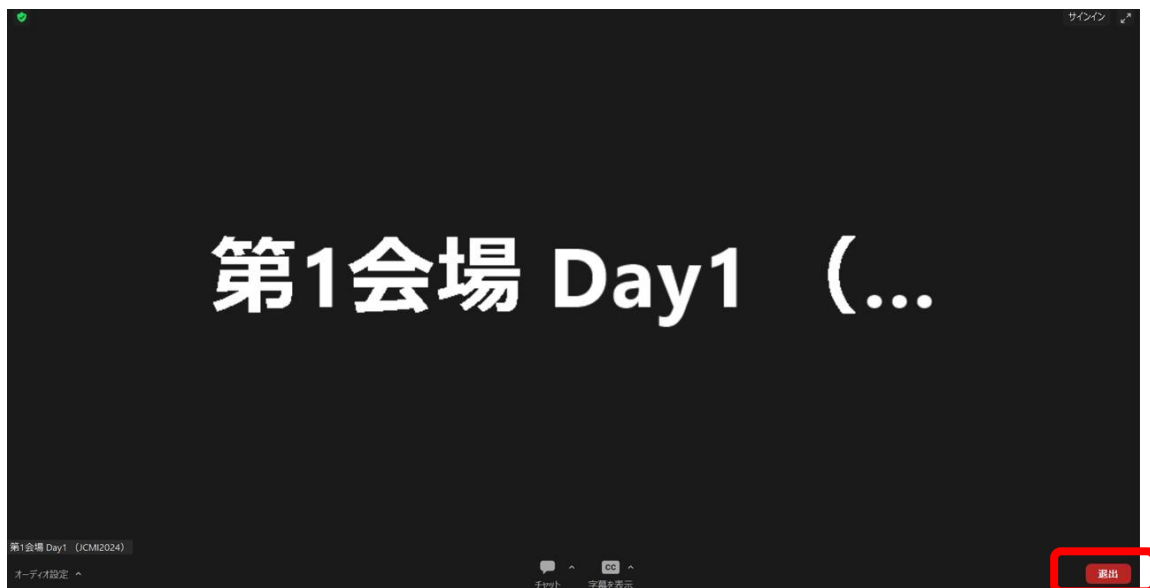 サインイン
第1会場 Day1 （...
第1会場 Day1 （JCMI2024）
オーディオ設定
チャット
CC
字幕を表示
退出